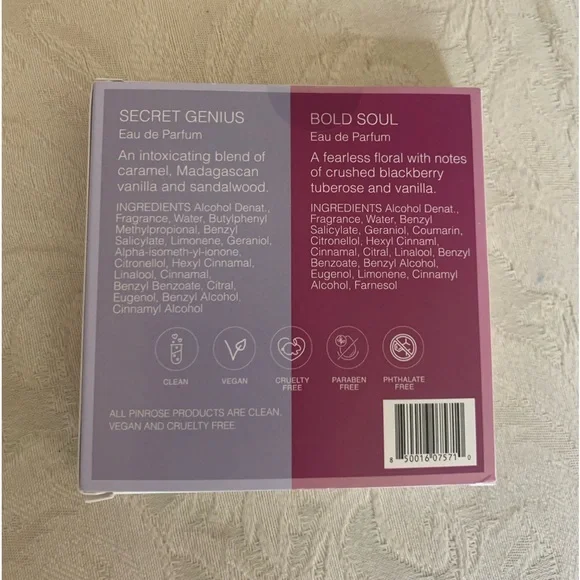 SECRET GENIUS
Eau de Parfum
An intoxicating blend of
caramel, Madagascan
vanilla and sandalwood.
INGREDIENTS Alcohol Denat.,
Fragrance, Water, Butylphenyl
Methylpropional, Benzyl
Salicylate, Limonene, Geraniol,
Alpha-isometh-yl-ionone,
Citronellol, Hexyl Cinnamal,
Linalool, Cinnamal,
Benzyl Benzoate, Citral,
Eugenol, Benzyl Alcohol,
Cinnamyl Alcohol
BOLD SOUL
Eau de Parfum
A fearless floral with notes
of crushed blackberry
tuberose and vanilla.
INGREDIENTS Alcohol Denat.,
Fragrance, Water, Benzyl
Salicylate, Geraniol, Coumarin,
Citronellol, Hexyl Cinnaml,
Cinnamal, Citral, Linalool, Benzyl
Benzoate, Benzyl Alcohol,
Eugenol, Limonene, Cinnamyl
Alcohol, Farnesol
CLEAN
VEGAN
CRUELTY
FREE
PARABEN
FREE
PHTHALATE
FREE
ALL PINROSE PRODUCTS ARE CLEAN,
VEGAN AND CRUELTY FREE.
8 50016 07571 0